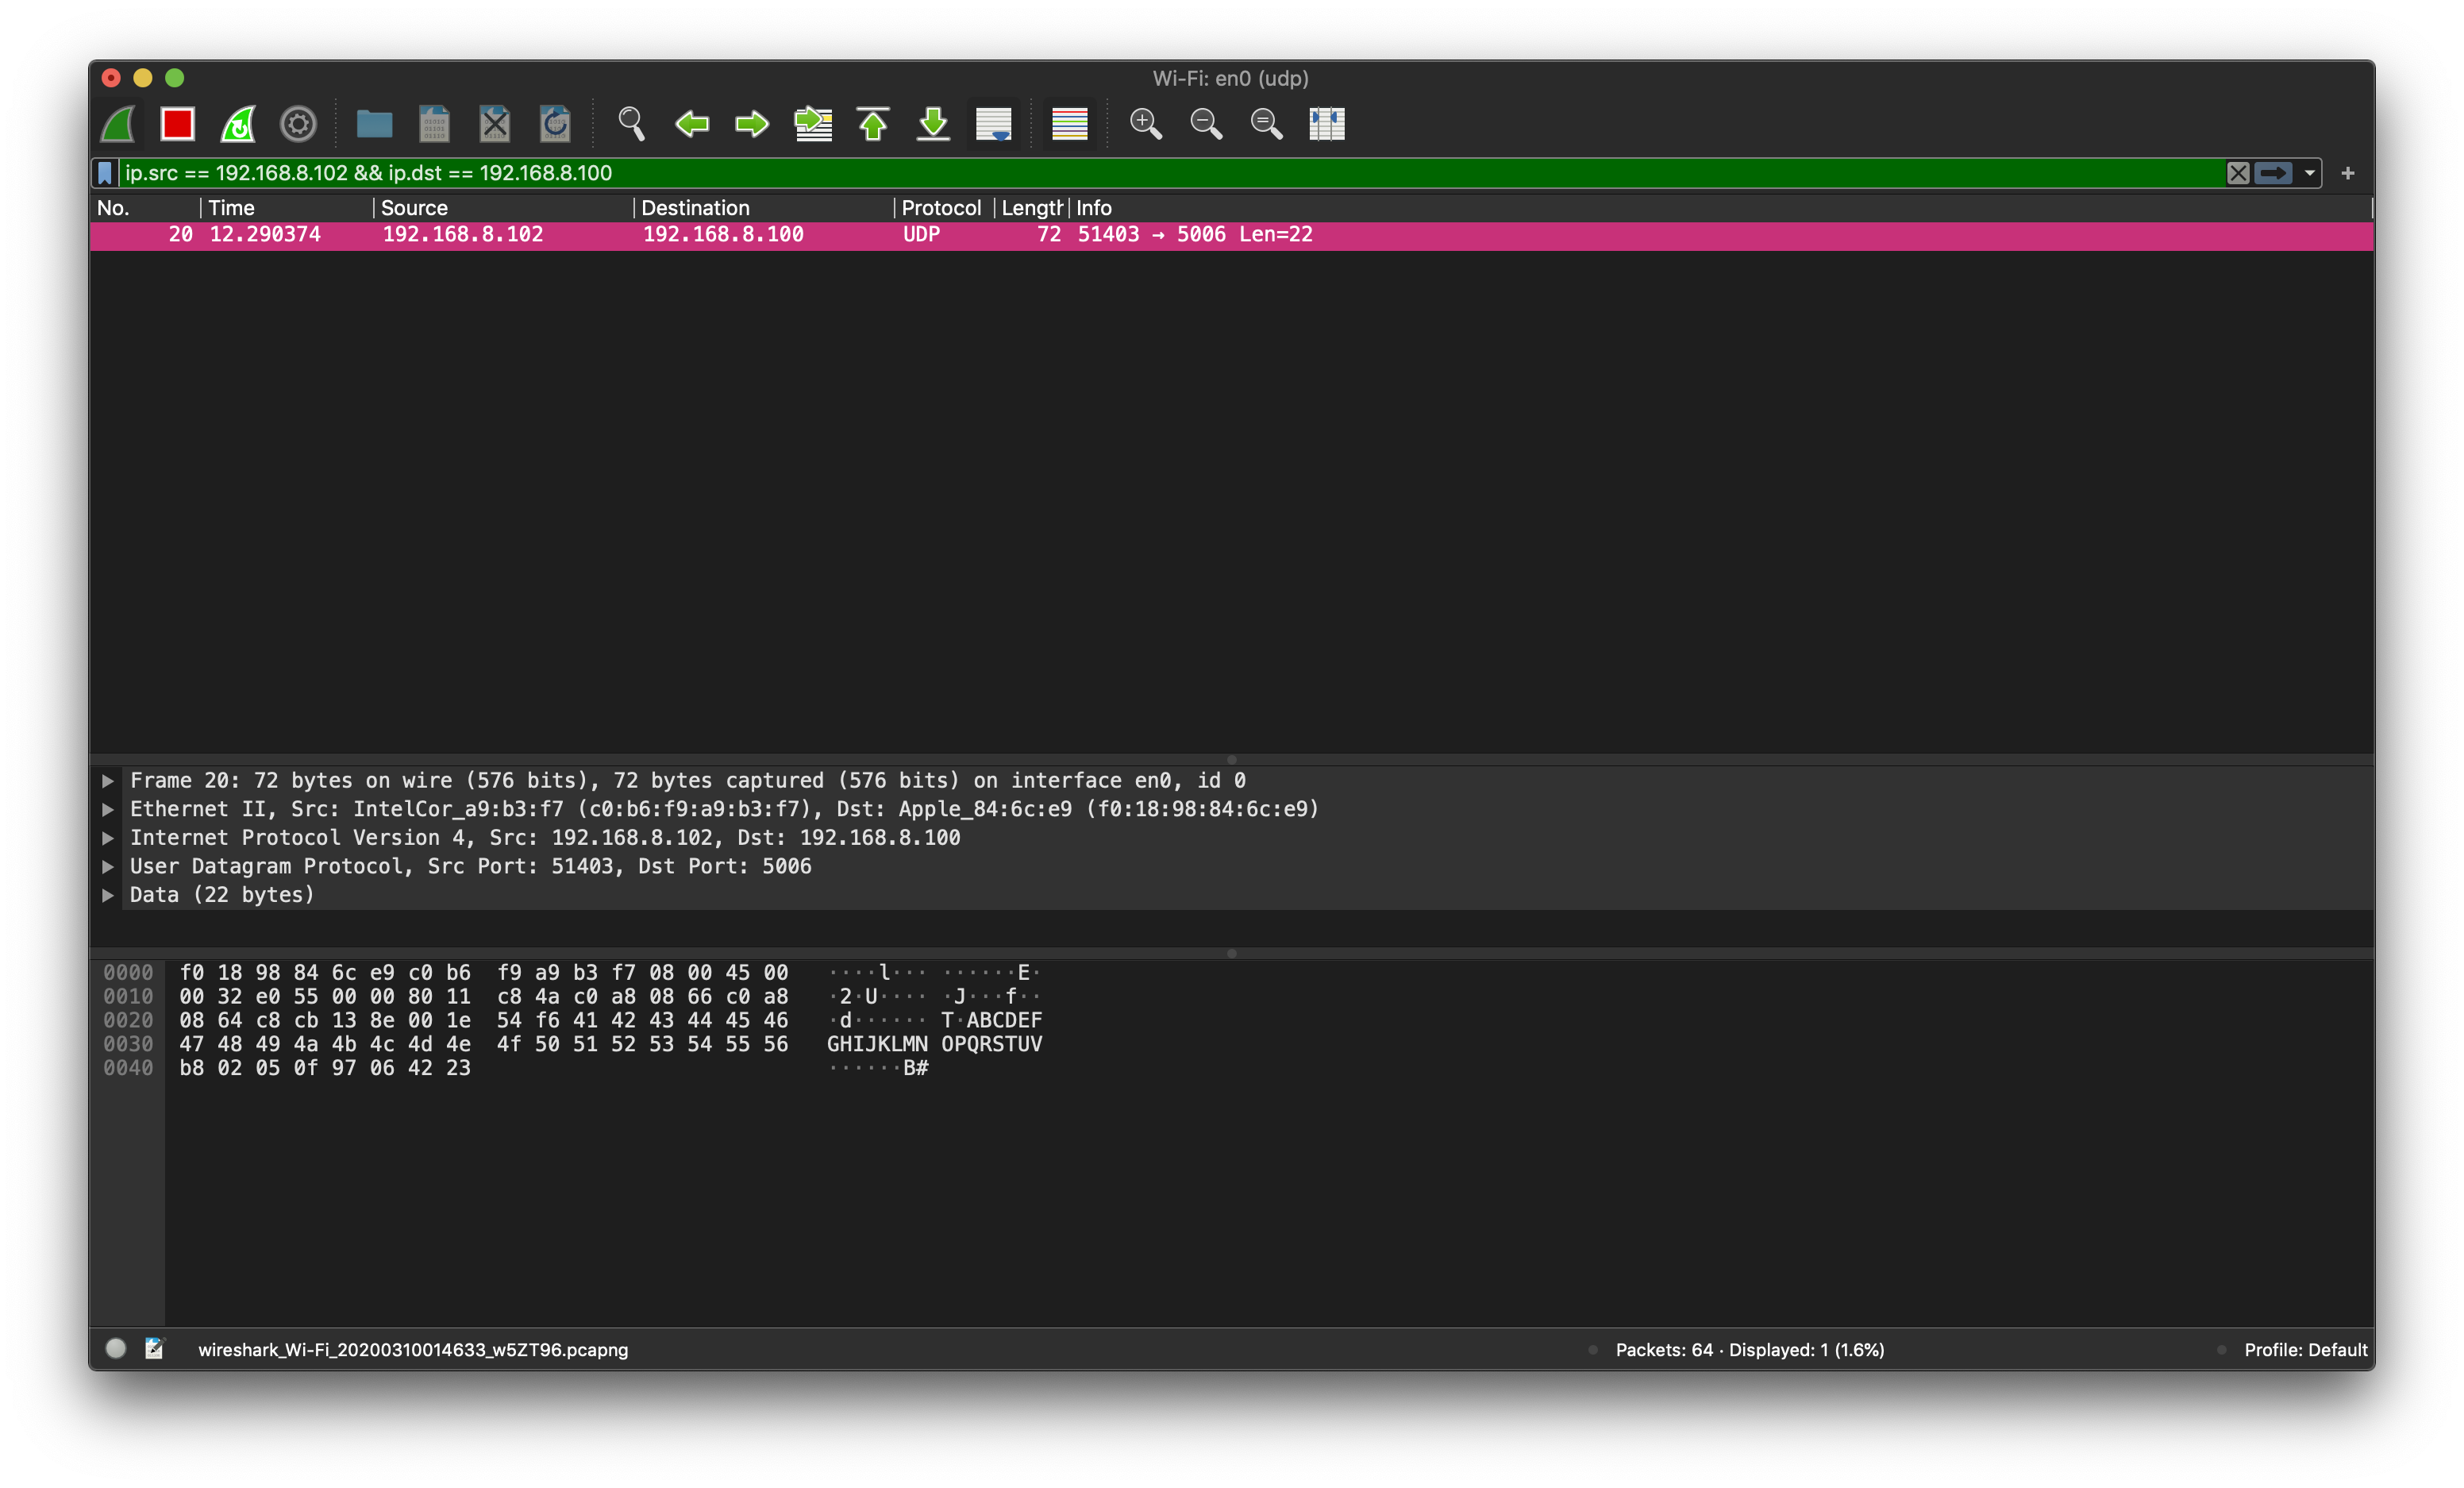 Wi-Fi: en0 (udp)
ip.src == 192.168.8.102 && ip.dst == 192.168.8.100
No. Time Source Destination Protocol Length Info
20 12.290374 192.168.8.102 192.168.8.100 UDP 72 51403 → 5006 Len=22
Frame 20: 72 bytes on wire (576 bits), 72 bytes captured (576 bits) on interface en0, id 0
Ethernet II, Src: IntelCor_a9:b3:f7 (c0:b6:f9:a9:b3:f7), Dst: Apple_84:6c:e9 (f0:18:98:84:6c:e9)
Internet Protocol Version 4, Src: 192.168.8.102, Dst: 192.168.8.100
User Datagram Protocol, Src Port: 51403, Dst Port: 5006
Data (22 bytes)
0000 f0 18 98 84 6c e9 c0 b6 f9 a9 b3 f7 08 00 45 00 ····l··· ······E·
0010 00 32 e0 55 00 00 80 11 c8 4a c0 a8 08 66 c0 a8 ·2·U···· ·J···f··
0020 08 64 c8 cb 13 8e 00 1e 54 f6 41 42 43 44 45 46 ·d······ T·ABCDEF
0030 47 48 49 4a 4b 4c 4d 4e 4f 50 51 52 53 54 55 56 GHIJKLMN OPQRSTUV
0040 b8 02 05 0f 97 06 42 23 ······B#
wireshark_Wi-Fi_20200310014633_w5ZT96.pcapng Packets: 64 · Displayed: 1 (1.6%) Profile: Default